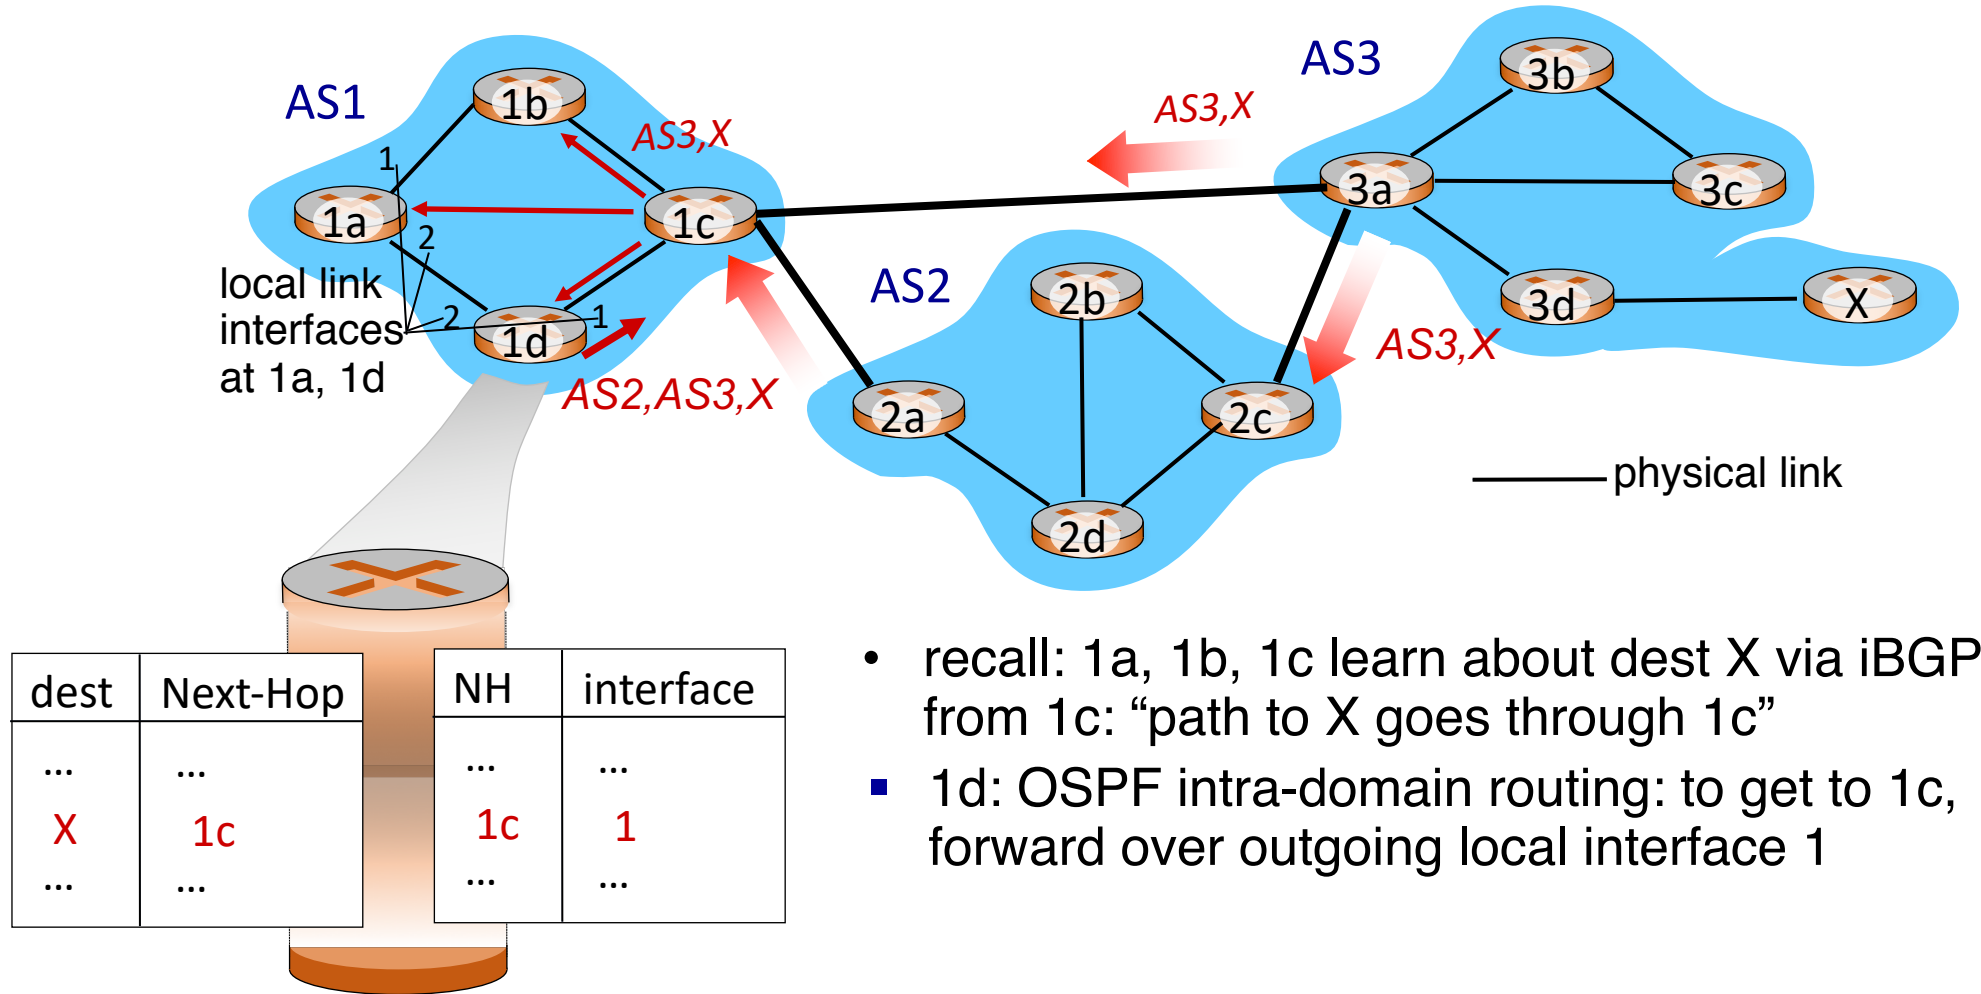 AS3
3b
AS1
1b
AS3,X
AS3,X
1
3a
3c
1a
1c
2
AS2
local link
interfaces
at 1a, 1d
2
1
1d
2b
3d
X
AS3,X
AS2,AS3,X
2a
2c
physical link
2d
dest Next-Hop
... ...
X 1c
... ...
NH interface
... ...
1c 1
... ...
• recall: 1a, 1b, 1c learn about dest X via iBGP
from 1c: “path to X goes through 1c”
▪ 1d: OSPF intra-domain routing: to get to 1c,
forward over outgoing local interface 1